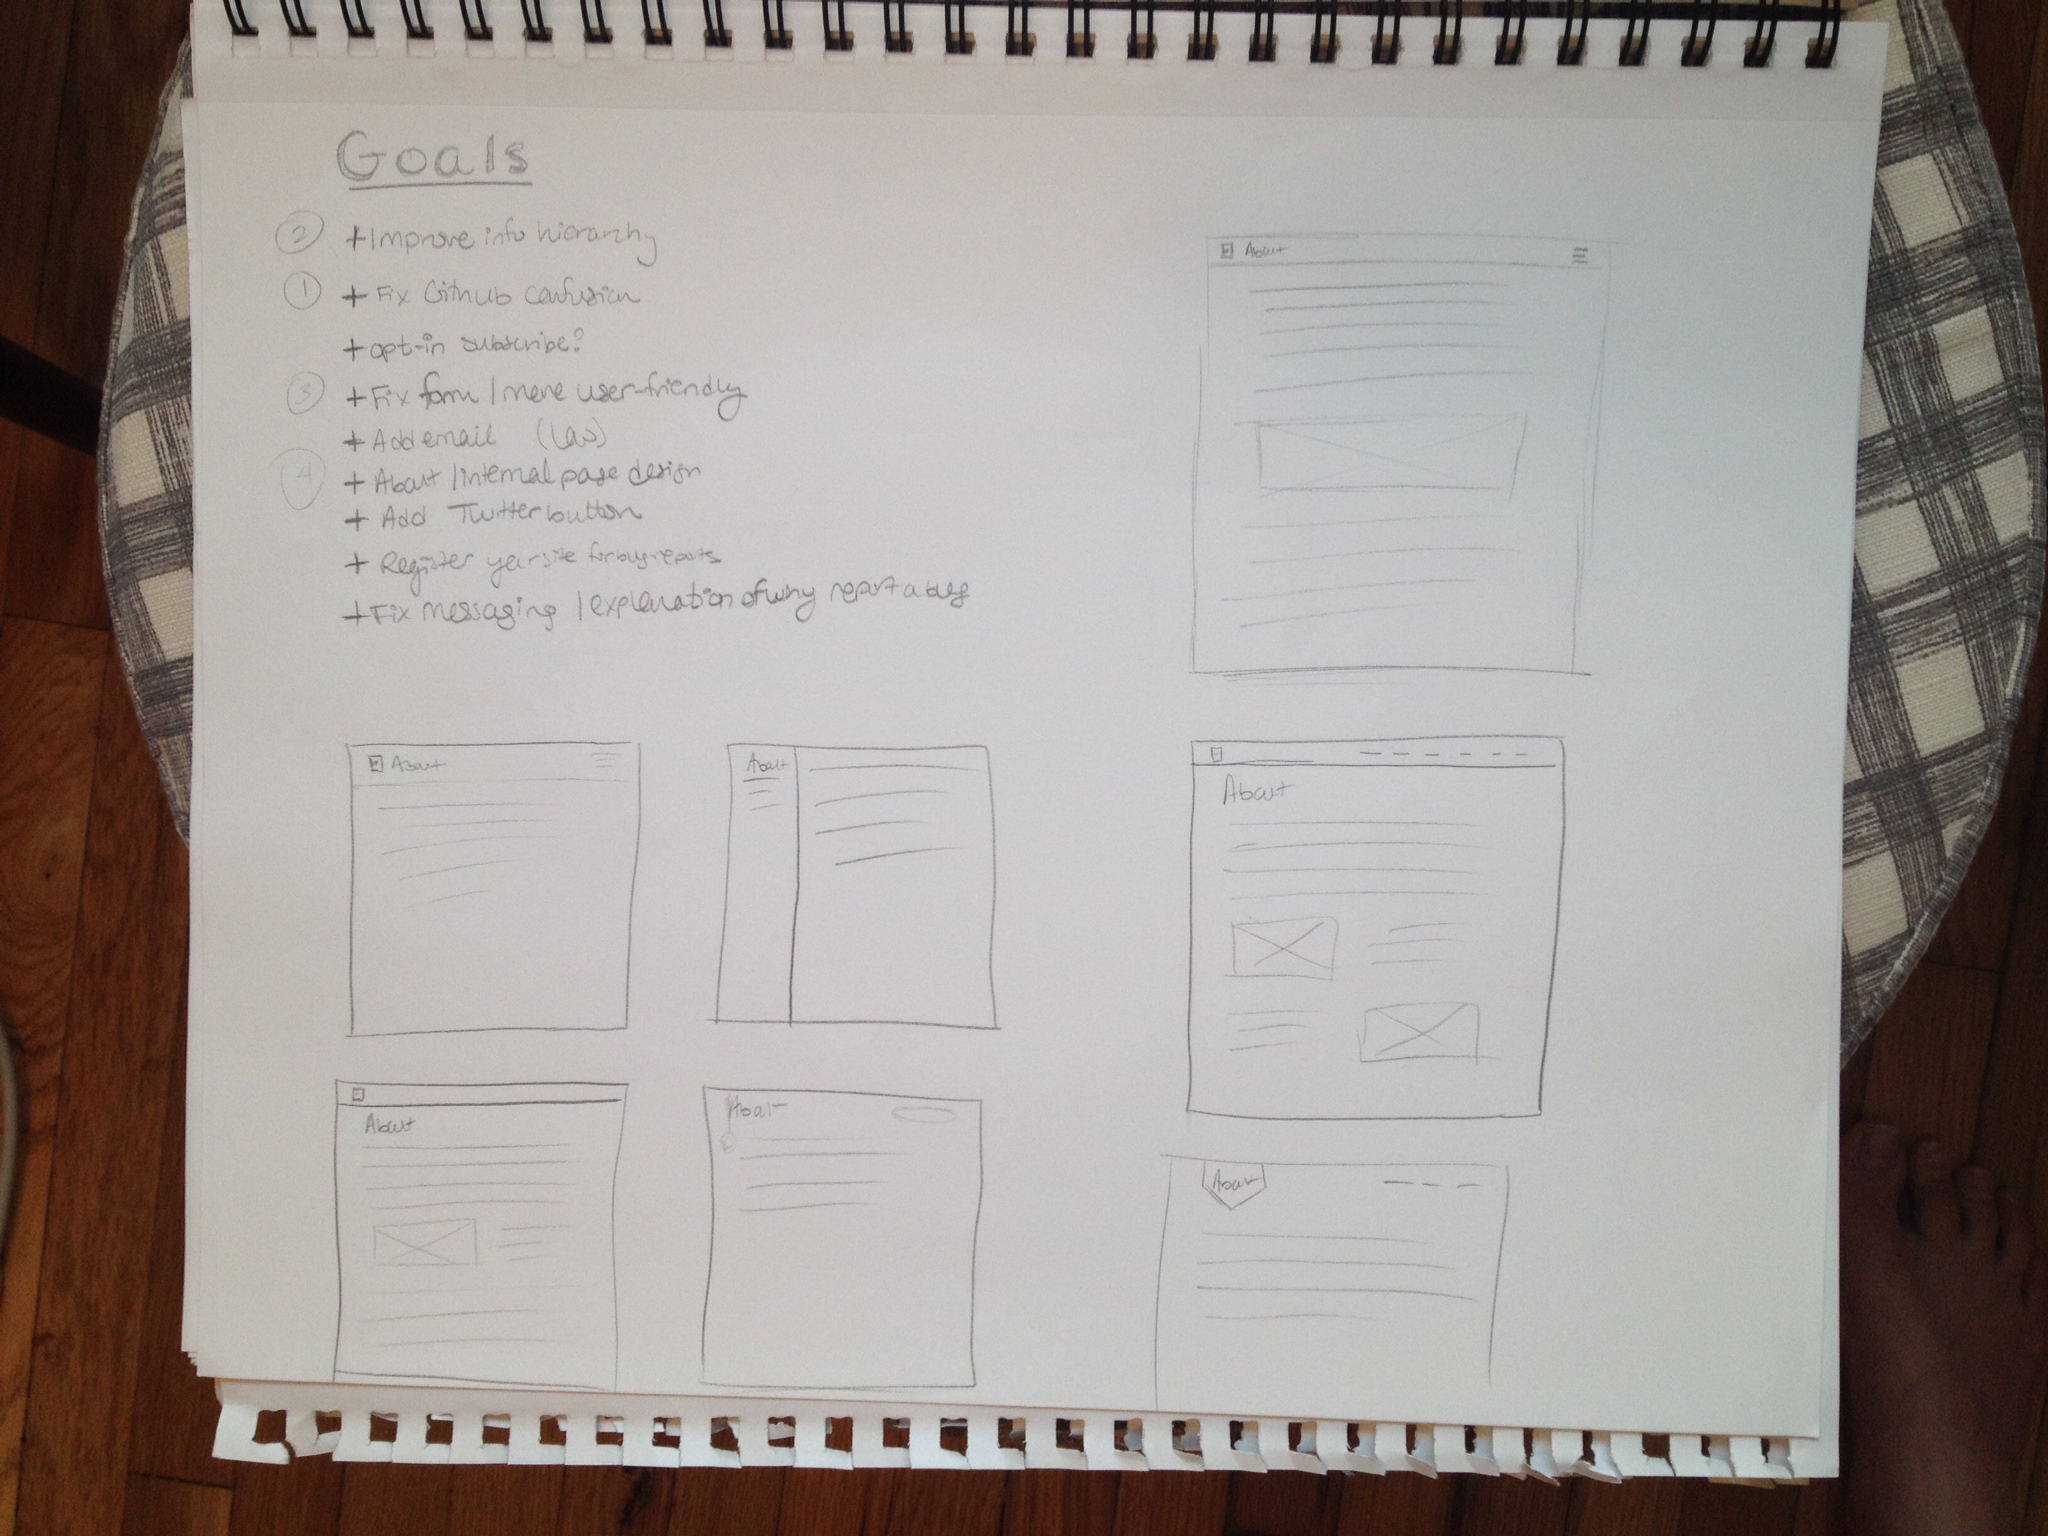 Goals
② +Improve info hierarchy
① + Fix Github confusion
+ opt-in subscribe?
③ + Fix form / more user-friendly
+ Add email
④ + About / internal page design
+ Add Twitter button
+ Register your site for bug reports
+ Fix messaging / explanation of why report a bug
About
About
About
About
About
About
About